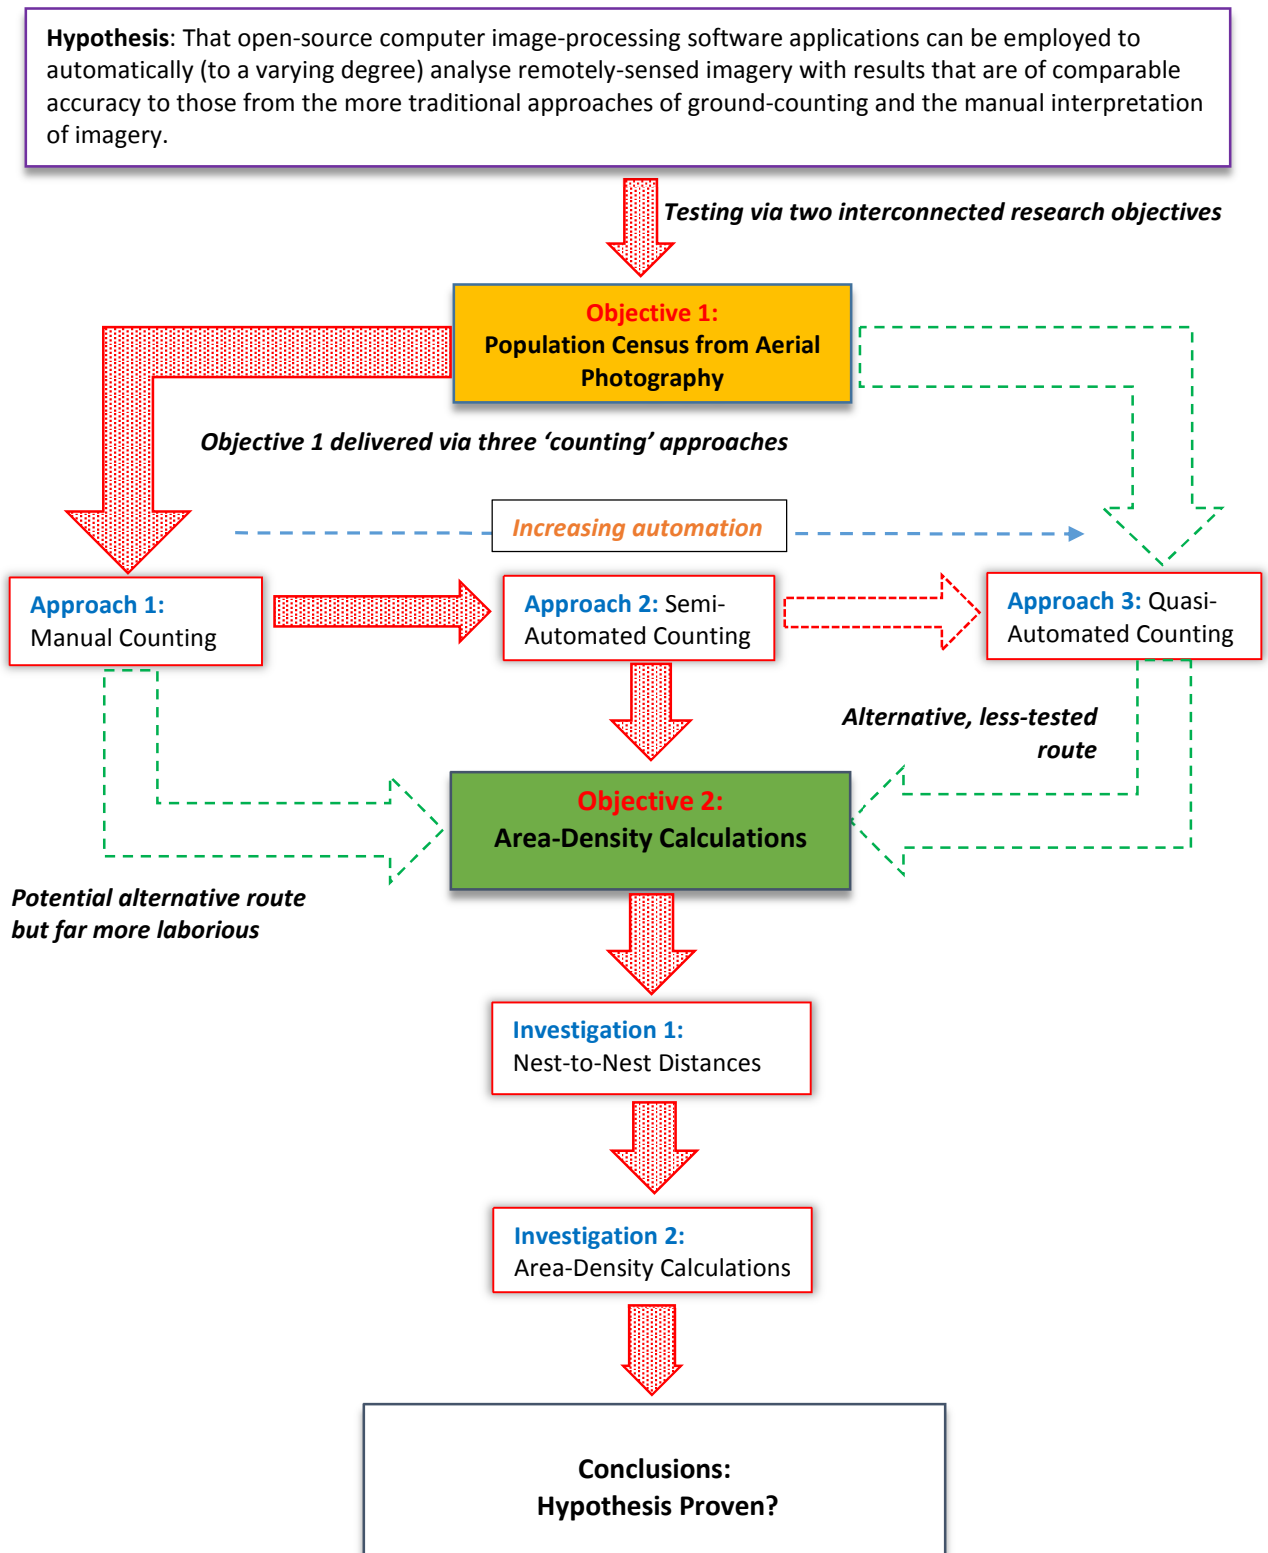 Hypothesis: That open-source computer image-processing software applications can be employed to
automatically (to a varying degree) analyse remotely-sensed imagery with results that are of comparable
accuracy to those from the more traditional approaches of ground-counting and the manual interpretation
of imagery.
Testing via two interconnected research objectives
Objective 1:
Population Census from Aerial
Photography
Objective 1 delivered via three ‘counting’ approaches
Increasing automation
Approach 1:
Manual Counting
Approach 2: Semi-
Automated Counting
Approach 3: Quasi-
Automated Counting
Alternative, less-tested
route
Objective 2:
Area-Density Calculations
Potential alternative route
but far more laborious
Investigation 1:
Nest-to-Nest Distances
Investigation 2:
Area-Density Calculations
Conclusions:
Hypothesis Proven?